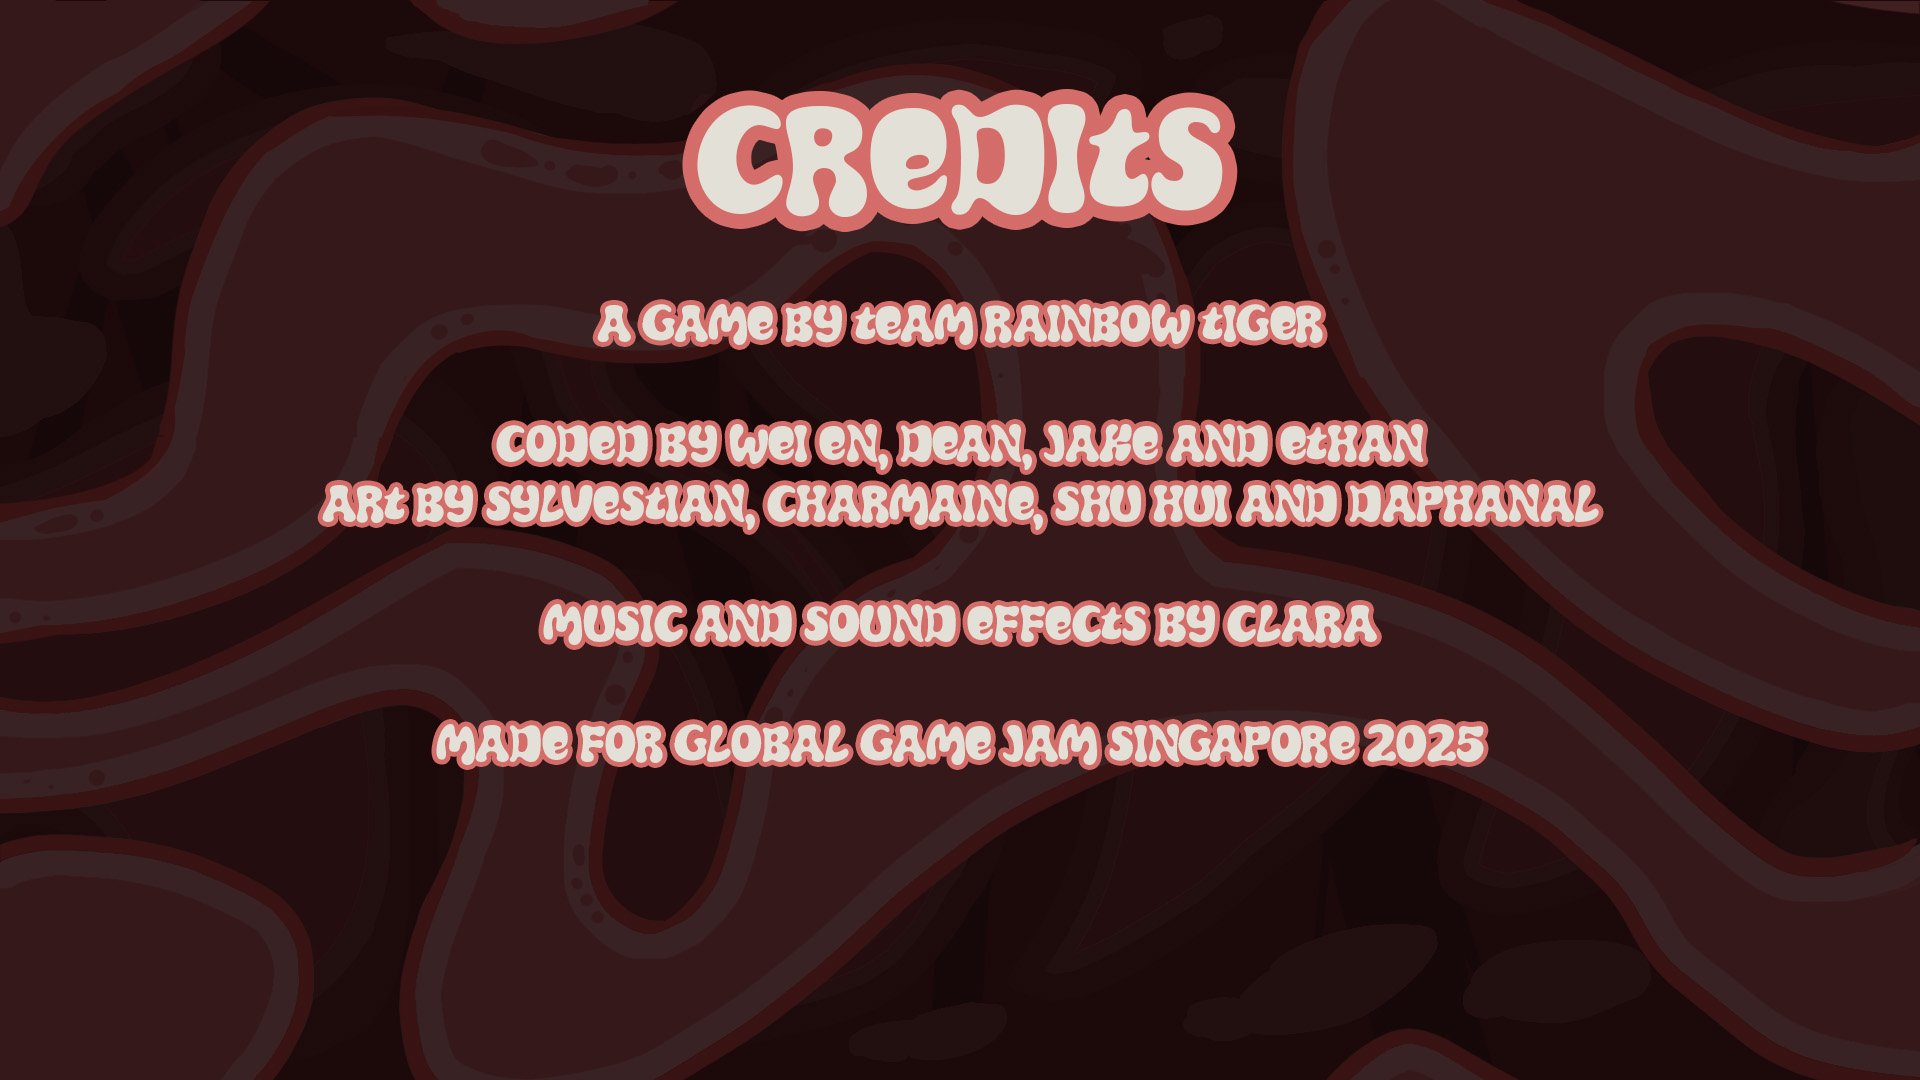 CReDIts
A GAMe BY teAM RAINBOW tIGeR
CODeD BY WeI eN, DeAN, JAKe AND etHAN
ARt BY SYLVestIAN, CHARMAINe, SHU HUI AND DAPHANAL
MUSIC AND SOUND eFFeCts BY CLARA
MADe FOR GLOBAL GAMe JAM SINGAPORe 2025